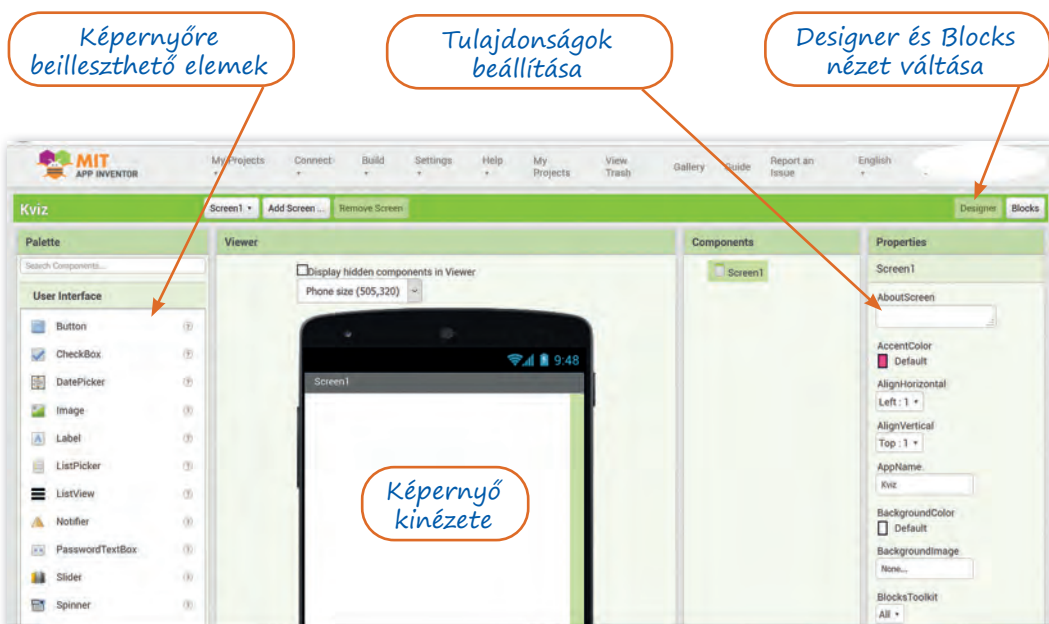 Képernyőre
beilleszthető elemek
Tulajdonságok
beállítása
Designer és Blocks
nézet váltása
MIT
APP INVENTOR
My Projects
Connect
Build
Settings
Help
My
Projects
View
Trash
Gallery
Guide
Report an
Issue
English
Kviz
Screen1
Add Screen ...
Remove Screen
Designer
Blocks
Palette
Search Components...
User Interface
Button
CheckBox
DatePicker
Image
Label
ListPicker
ListView
Notifier
PasswordTextBox
Slider
Spinner
Viewer
Display hidden components in Viewer
Phone size (505,320)
9:48
Screen1
Képernyő
kinézete
Components
Screen1
Properties
Screen1
AboutScreen
AccentColor
Default
AlignHorizontal
Left : 1
AlignVertical
Top : 1
AppName
Kviz
BackgroundColor
Default
BackgroundImage
None...
BlocksToolkit
All